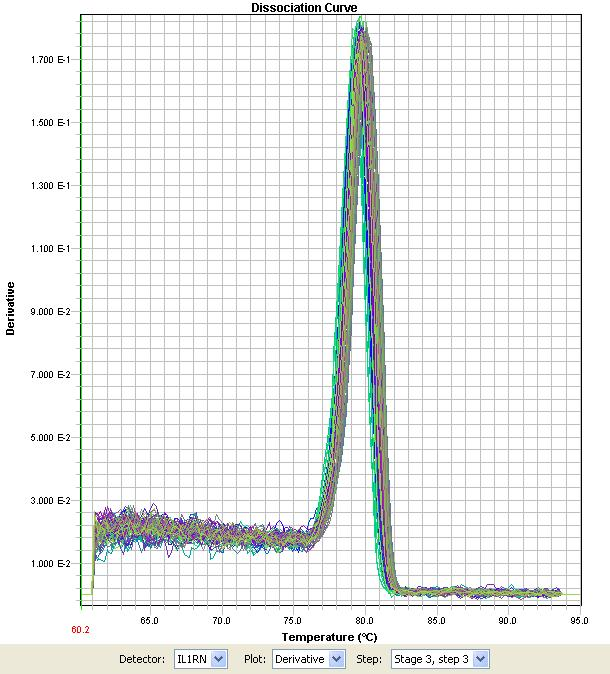 Dissociation Curve
1.700 E-1
1.500 E-1
1.300 E-1
1.100 E-1
9.000 E-2
7.000 E-2
5.000 E-2
3.000 E-2
1.000 E-2
Derivative
60.2
65.0 70.0 75.0 80.0 85.0 90.0 95.0
Temperature (°C)
Detector: IL1RN Plot: Derivative Step: Stage 3, step 3